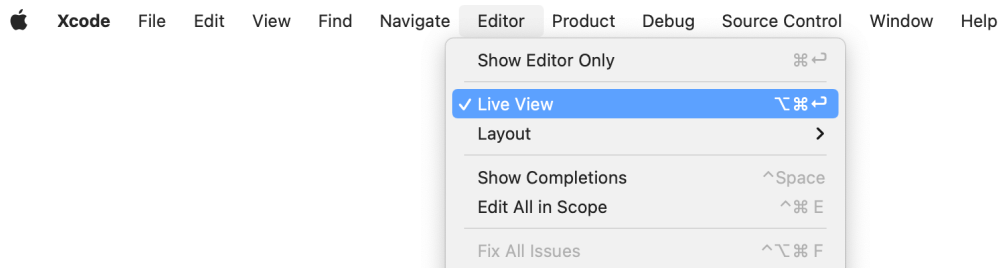 Xcode File Edit View Find Navigate Editor Product Debug Source Control Window Help
Show Editor Only ⌘↩
✓ Live View ⌥⌘↩
Layout >
Show Completions ^Space
Edit All in Scope ^⌘ E
Fix All Issues ^⌥⌘ F